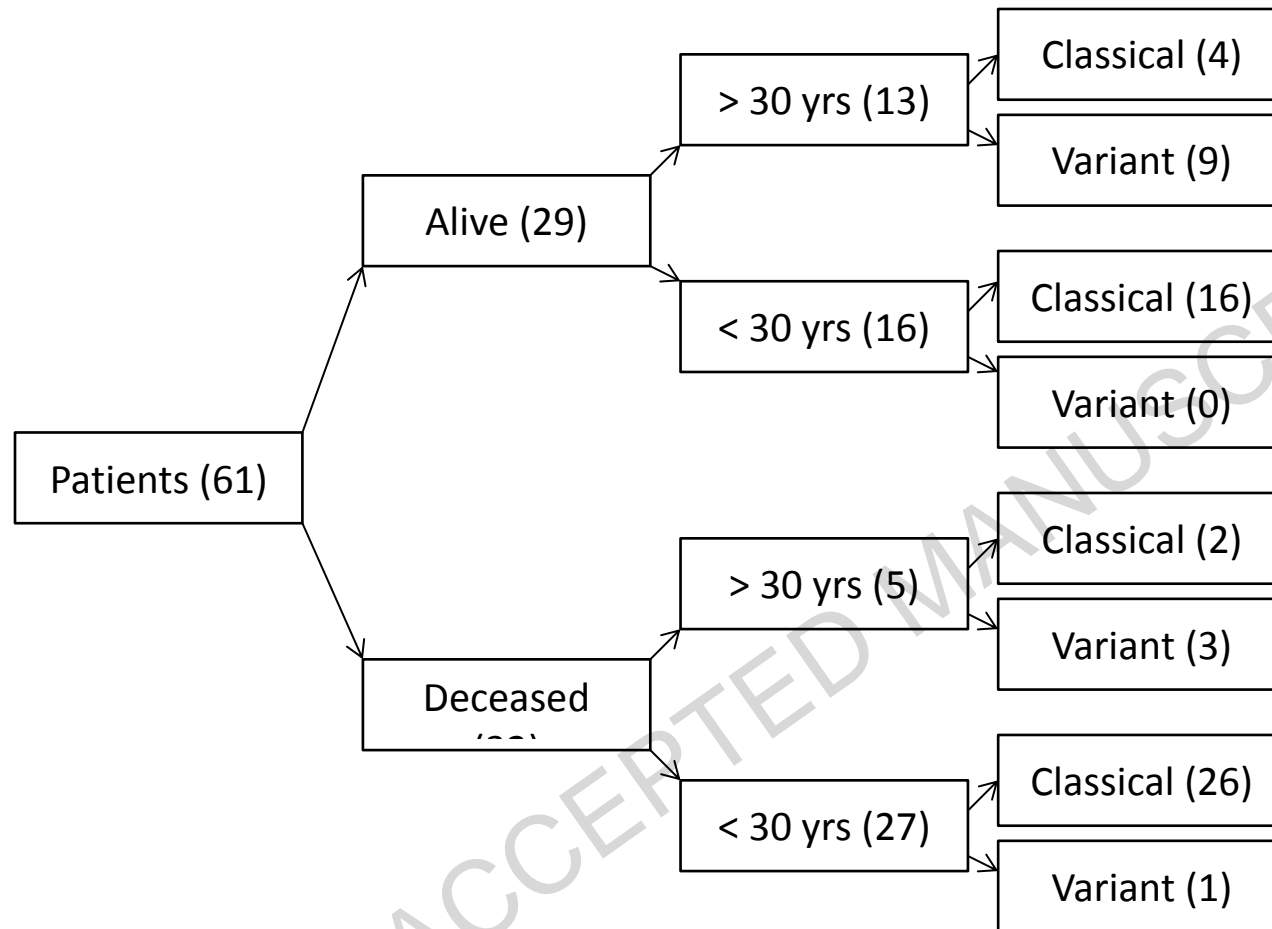 Classical (4)
> 30 yrs (13)
Variant (9)
Alive (29)
Classical (16)
< 30 yrs (16)
Variant (0)
Patients (61)
Classical (2)
> 30 yrs (5)
Variant (3)
Deceased
Classical (26)
< 30 yrs (27)
Variant (1)
ACCEPTED MANUSC